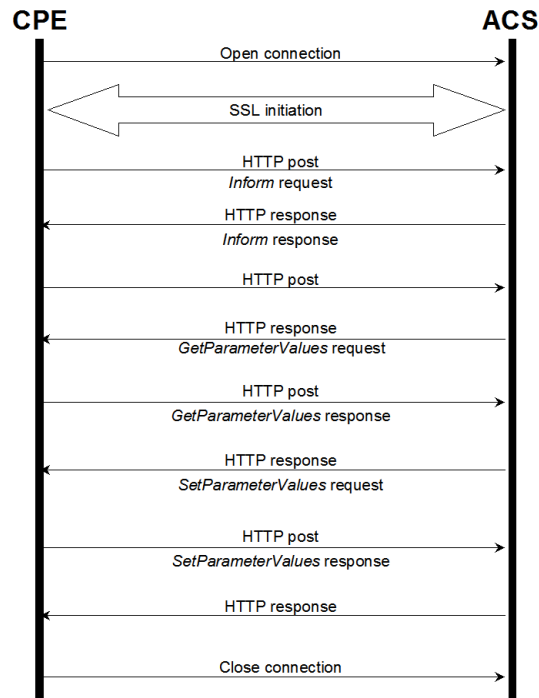 CPE ACS
Open connection
SSL initiation
HTTP post
Inform request
HTTP response
Inform response
HTTP post
HTTP response
GetParameterValues request
HTTP post
GetParameterValues response
HTTP response
SetParameterValues request
HTTP post
SetParameterValues response
HTTP response
Close connection